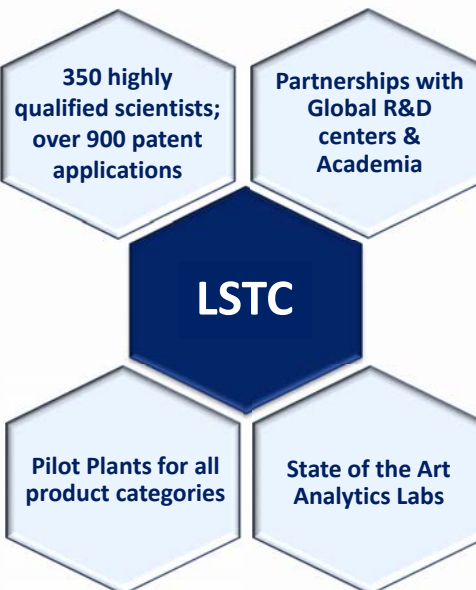 350 highly
qualified scientists;
over 900 patent
applications
Partnerships with
Global R&D
centers &
Academia
LSTC
Pilot Plants for all
product categories
State of the Art
Analytics Labs